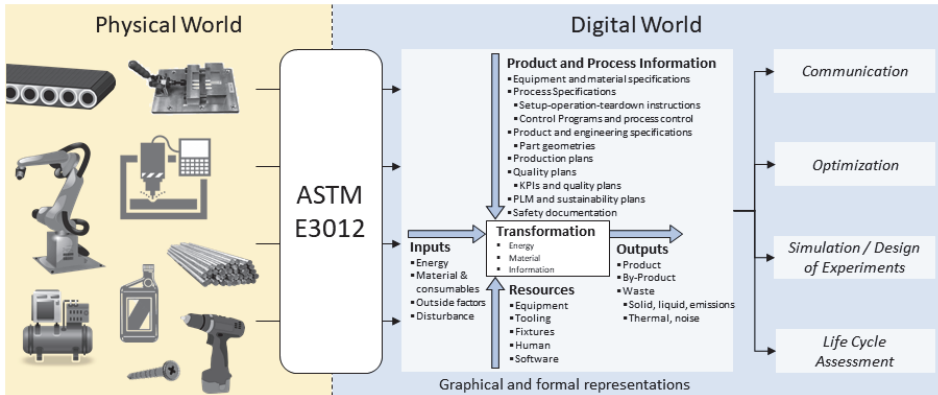 Physical World
Digital World
ASTM
E3012
Product and Process Information
▪ Equipment and material specifications
▪ Process Specifications
▪ Setup-operation-teardown instructions
▪ Control Programs and process control
▪ Product and engineering specifications
▪ Part geometries
▪ Production plans
▪ Quality plans
▪ KPIs and quality plans
▪ PLM and sustainability plans
▪ Safety documentation
Inputs
▪ Energy
▪ Material &
consumables
▪ Outside factors
▪ Disturbance
Transformation
▪ Energy
▪ Material
▪ Information
Outputs
▪ Product
▪ By-Product
▪ Waste
▪ Solid, liquid, emissions
▪ Thermal, noise
Resources
▪ Equipment
▪ Tooling
▪ Fixtures
▪ Human
▪ Software
Graphical and formal representations
Communication
Optimization
Simulation / Design
of Experiments
Life Cycle
Assessment